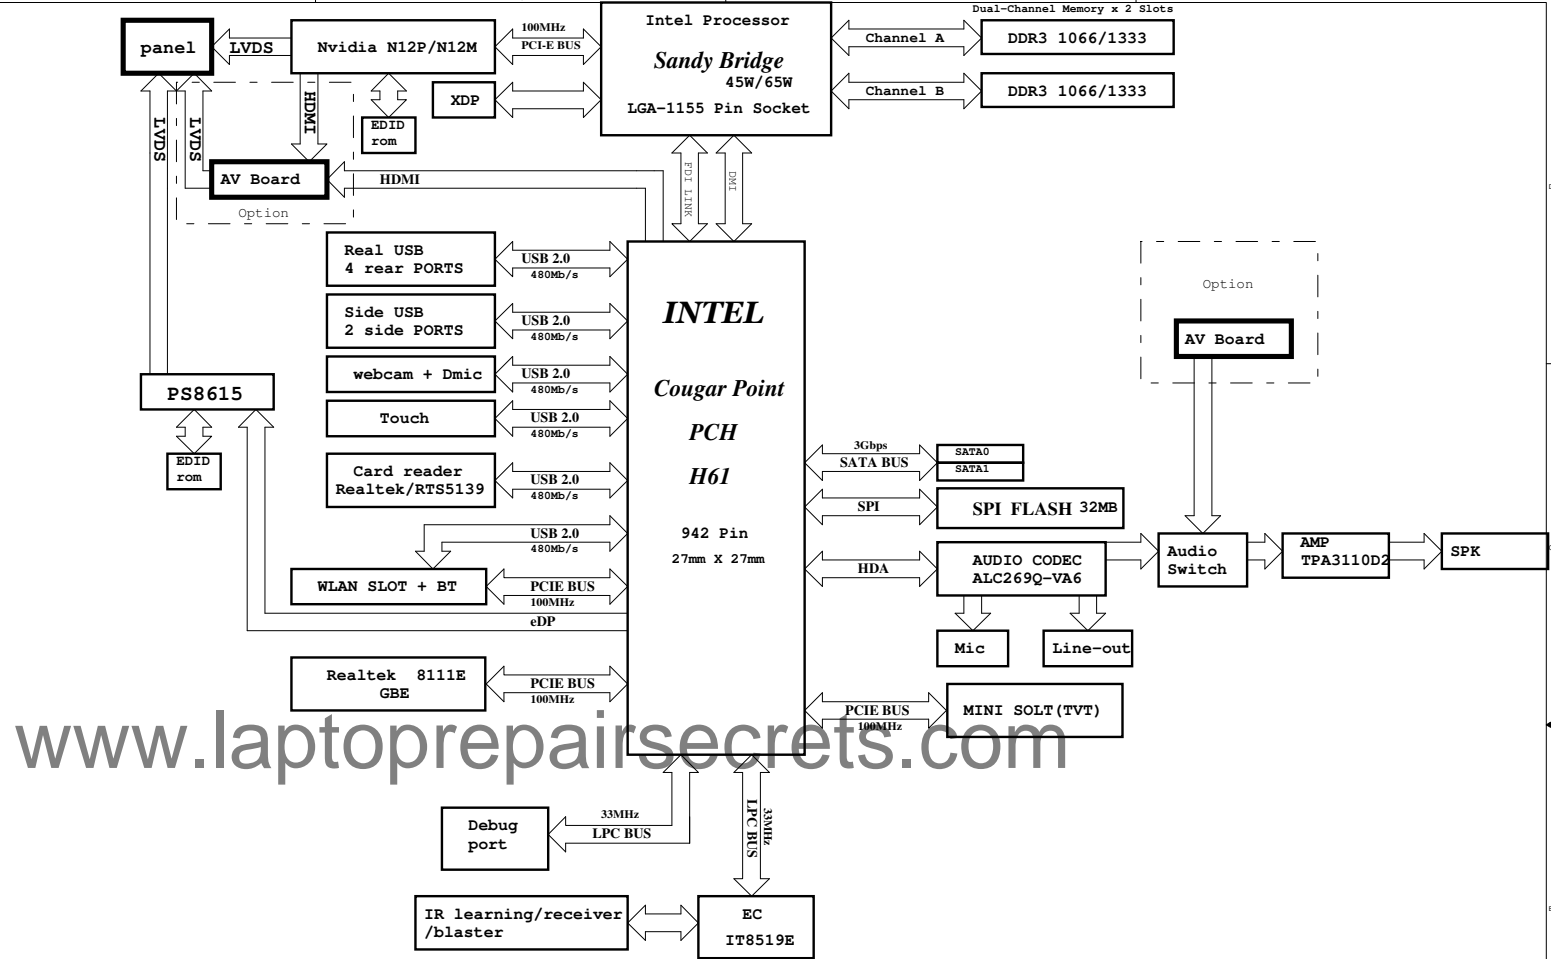 Dual-Channel Memory x 2 Slots
Intel Processor
Sandy Bridge
45W/65W
LGA-1155 Pin Socket
panel
LVDS
Nvidia N12P/N12M
100MHz
PCI-E BUS
Channel A
DDR3 1066/1333
Channel B
DDR3 1066/1333
XDP
HDMI
EDID
rom
LVDS
LVDS
AV Board
HDMI
Option
FDI LINK
DMI
Real USB
4 rear PORTS
USB 2.0
480Mb/s
Side USB
2 side PORTS
USB 2.0
480Mb/s
webcam + Dmic
USB 2.0
480Mb/s
Touch
USB 2.0
480Mb/s
Card reader
Realtek/RTS5139
USB 2.0
480Mb/s
USB 2.0
480Mb/s
WLAN SLOT + BT
PCIE BUS
100MHz
eDP
Realtek 8111E
GBE
PCIE BUS
100MHz
PS8615
EDID
rom
INTEL
Cougar Point
PCH
H61
942 Pin
27mm X 27mm
Option
AV Board
3Gbps
SATA BUS
SATA0
SATA1
SPI
SPI FLASH 32MB
HDA
AUDIO CODEC
ALC269Q-VA6
Audio
Switch
AMP
TPA3110D2
SPK
Mic
Line-out
PCIE BUS
100MHz
MINI SOLT(TVT)
www.laptoprepairsecrets.com
33MHz
LPC BUS
Debug
port
33MHz
LPC BUS
IR learning/receiver
/blaster
EC
IT8519E